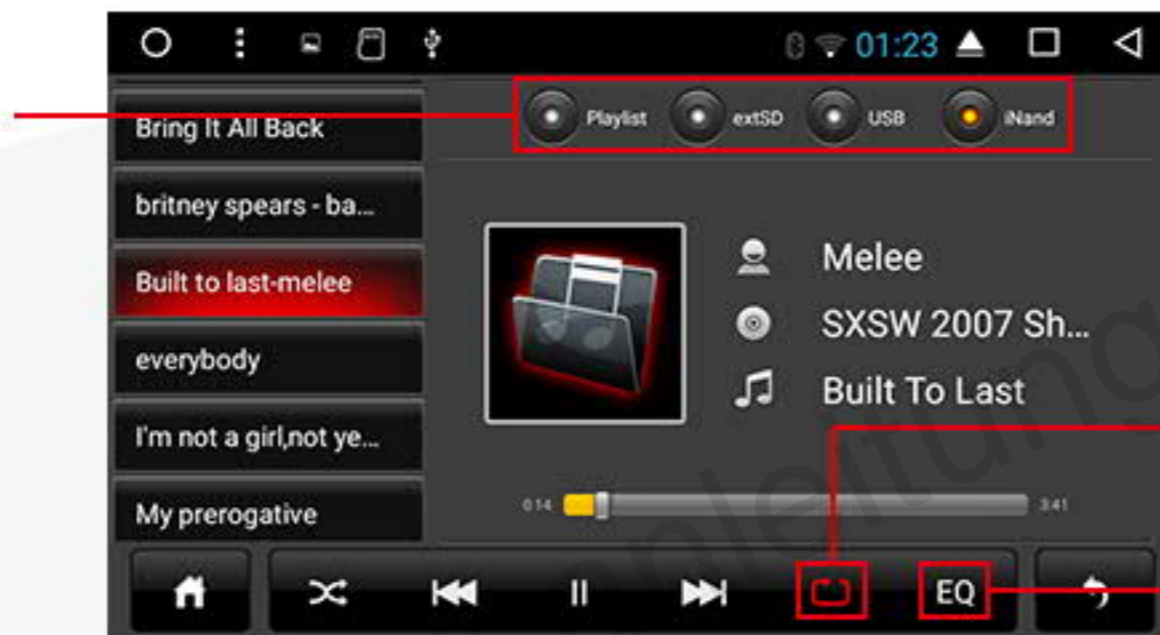 01:23
Bring It All Back
britney spears - ba...
Built to last-melee
everybody
I'm not a girl,not ye...
My prerogative
Playlist extSD USB iNand
Melee
SXSW 2007 Sh...
Built To Last
0:14 3:41
EQ